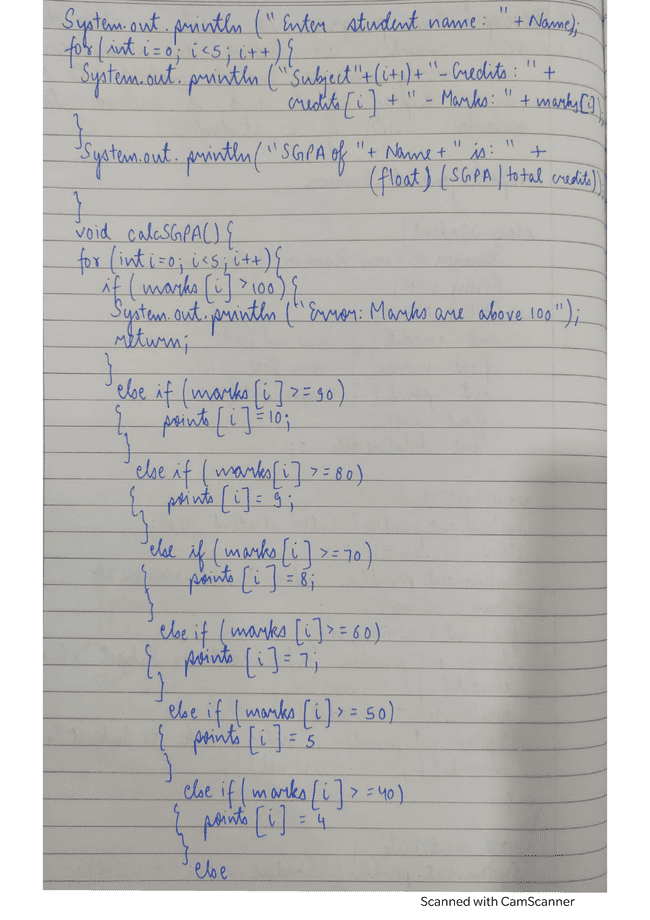 System.out.println ("Enter student name: " + Name);
for (int i=0; i<5; i++) {
System.out.println ("Subject"+(i+1)+ "- Credits : " +
credits [i] + " - Marks: " + marks[i]
}
System.out.println ("SGPA of "+ Name + " is: " +
(float) (SGPA / total credits)
}
void calcSGPA() {
for (int i=0; i<5; i++) {
if (marks [i] >100) {
System.out.println ("Error: Marks are above 100");
return;
}
else if (marks [i] >=90)
{ points [i] =10;
}
else if ( marks[i] >=80)
{ points [i] = 9;
}
else if (marks [i] >=70)
{ points [i] = 8;
}
else if (marks [i] >=60)
{ points [i] = 7;
}
else if (marks [i] >= 50)
{ points [i] = 5
}
else if (marks [i] >=40)
{ points [i] = 4
}
else
Scanned with CamScanner